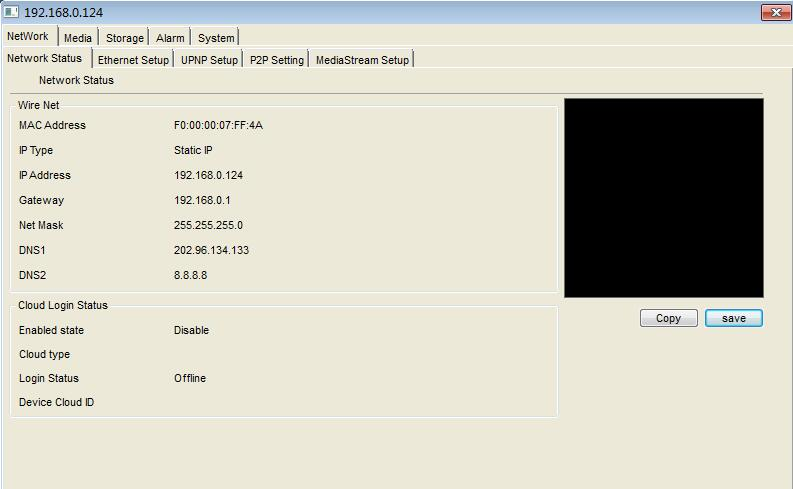 192.168.0.124
NetWork Media Storage Alarm System
Network Status Ethernet Setup UPNP Setup P2P Setting MediaStream Setup
Network Status
Wire Net
MAC Address F0:00:00:07:FF:4A
IP Type Static IP
IP Address 192.168.0.124
Gateway 192.168.0.1
Net Mask 255.255.255.0
DNS1 202.96.134.133
DNS2 8.8.8.8
Copy save
Cloud Login Status
Enabled state Disable
Cloud type
Login Status Offline
Device Cloud ID